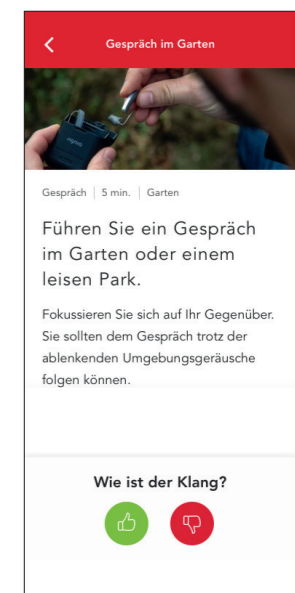 Gespräch im Garten
Gespräch | 5 min. | Garten
Führen Sie ein Gespräch
im Garten oder einem
leisen Park.
Fokussieren Sie sich auf Ihr Gegenüber.
Sie sollten dem Gespräch trotz der
ablenkenden Umgebungsgeräusche
folgen können.
Wie ist der Klang?